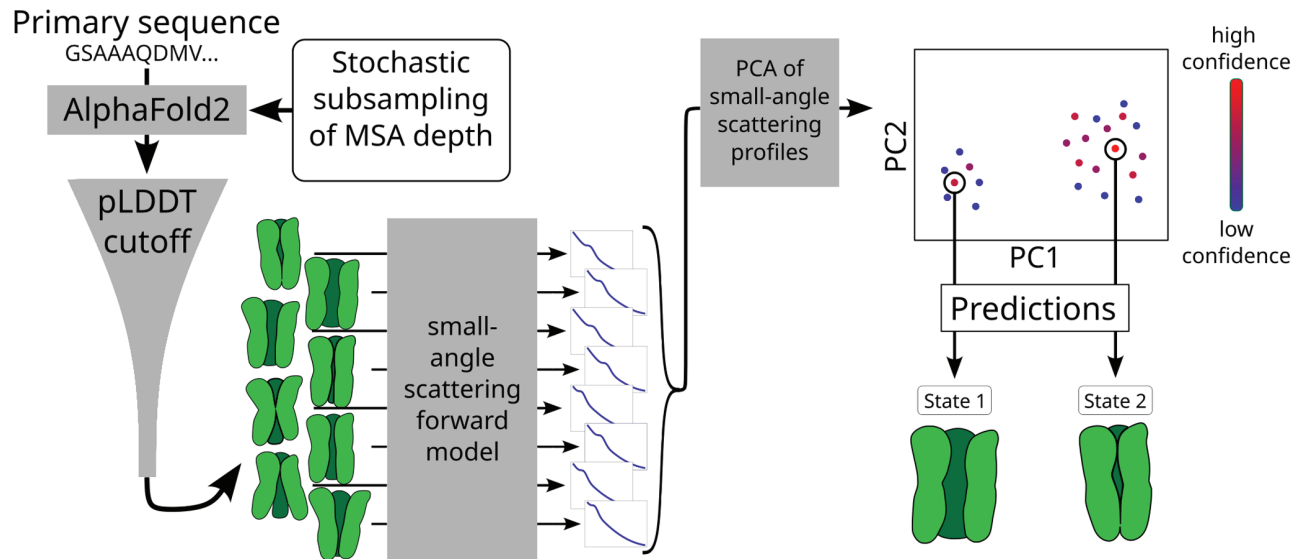 Primary sequence
GSAAAQDMV...
AlphaFold2
Stochastic
subsampling
of MSA depth
pLDDT
cutoff
small-
angle
scattering
forward
model
PCA of
small-angle
scattering
profiles
PC2
PC1
high
confidence
low
confidence
Predictions
State 1
State 2